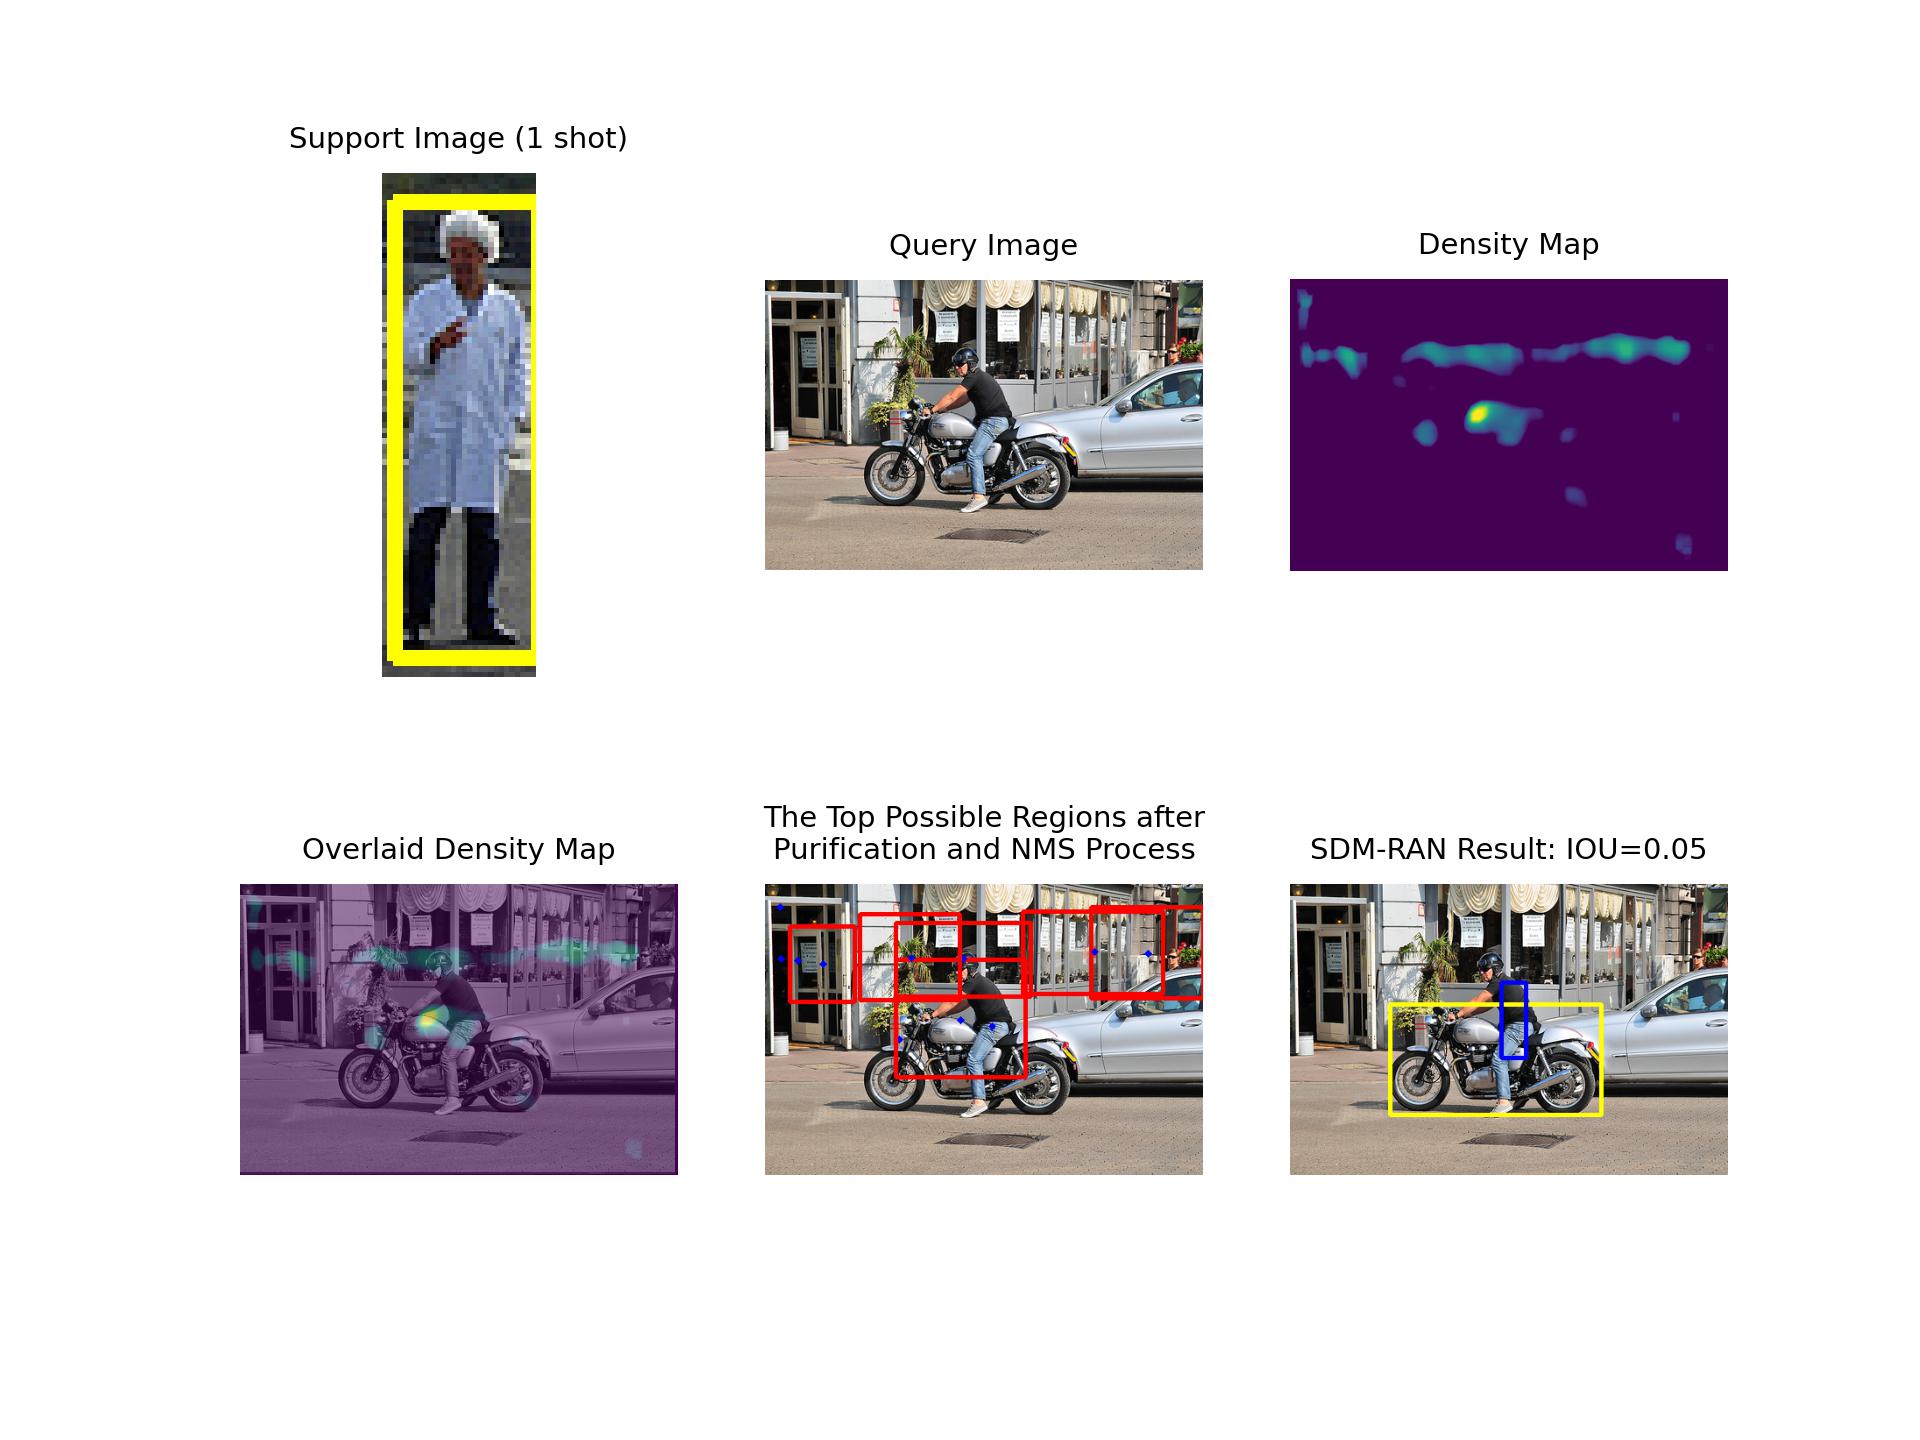 Support Image (1 shot)
Query Image
Density Map
Overlaid Density Map
The Top Possible Regions after
Purification and NMS Process
SDM-RAN Result: IOU=0.05